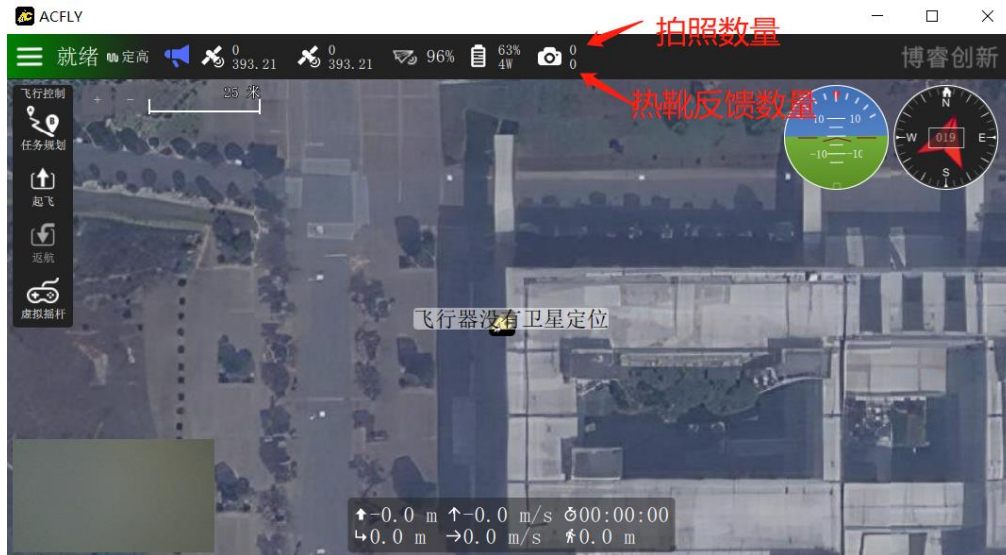 ACFLY
拍照数量
就绪 定高 0 393.21 0 393.21 96% 63% 4W 0 0 博睿创新
热靴反馈数量
飞行控制
+ - 25 米
任务规划
起飞
返航
虚拟摇杆
10 10
-10 -10
N
W 019 E
S
飞行器没有卫星定位
-0.0 m -0.0 m/s 00:00:00
0.0 m 0.0 m/s 0.0 m